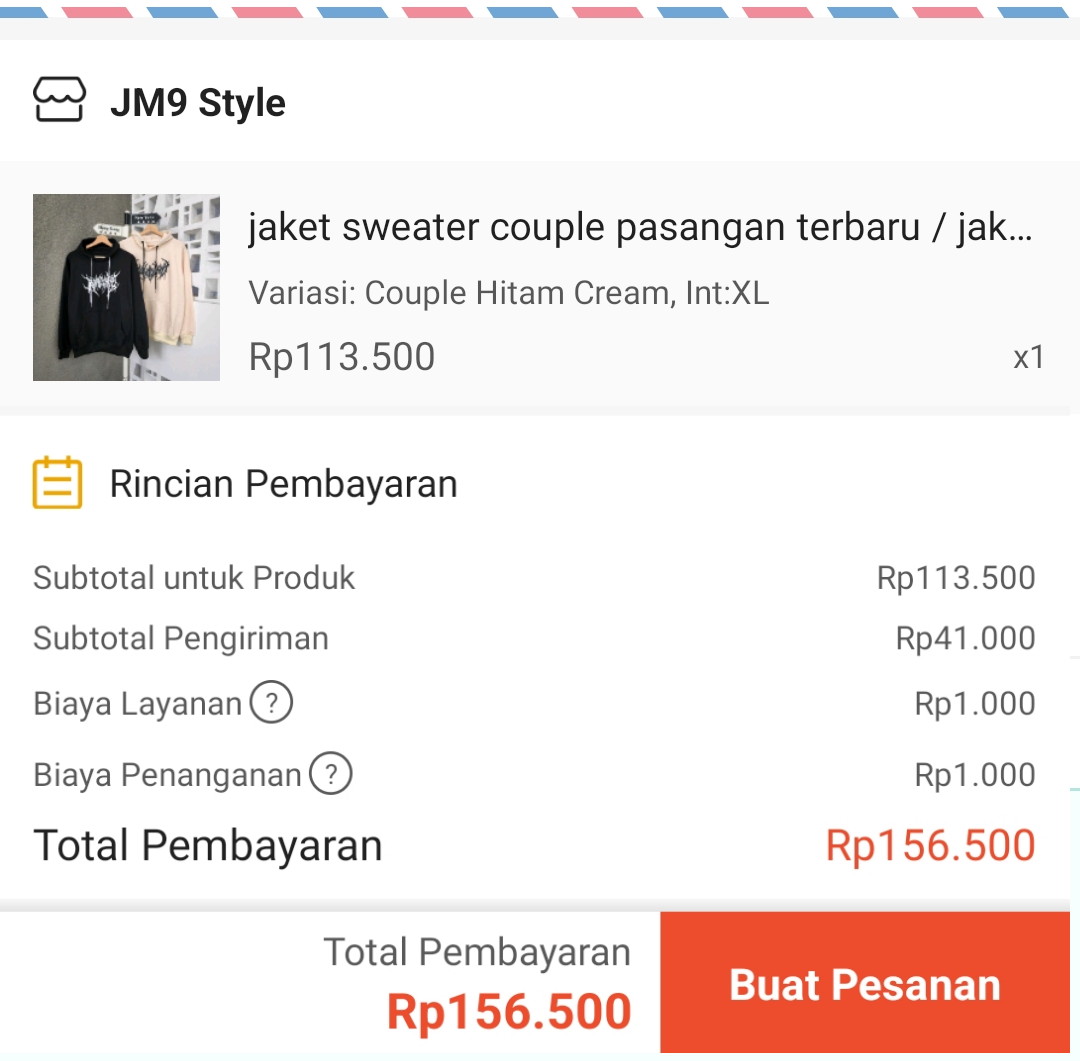 JM9 Style
jaket sweater couple pasangan terbaru / jak...
Variasi: Couple Hitam Cream, Int:XL
Rp113.500
x1
Rincian Pembayaran
Subtotal untuk Produk Rp113.500
Subtotal Pengiriman Rp41.000
Biaya Layanan ? Rp1.000
Biaya Penanganan ? Rp1.000
Total Pembayaran Rp156.500
Total Pembayaran
Rp156.500
Buat Pesanan